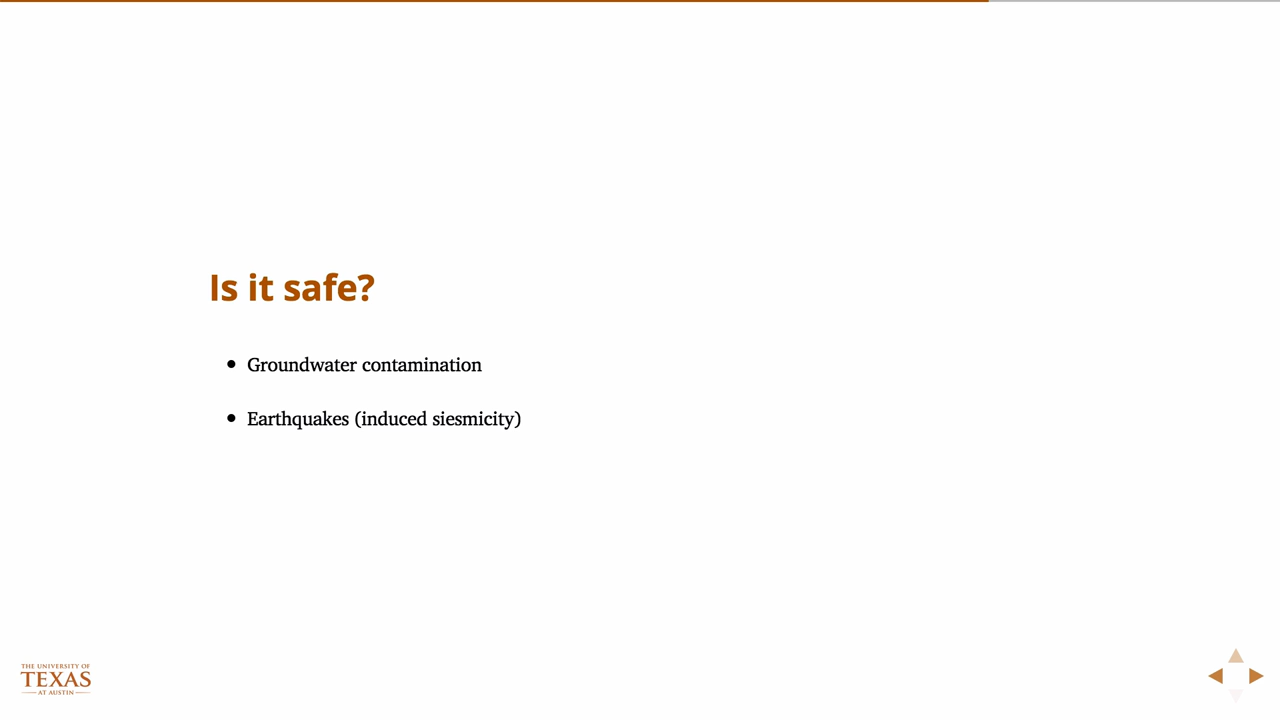 Is it safe?
Groundwater contamination
Earthquakes (induced siesmicity)
THE UNIVERSITY OF
TEXAS
AT AUSTIN